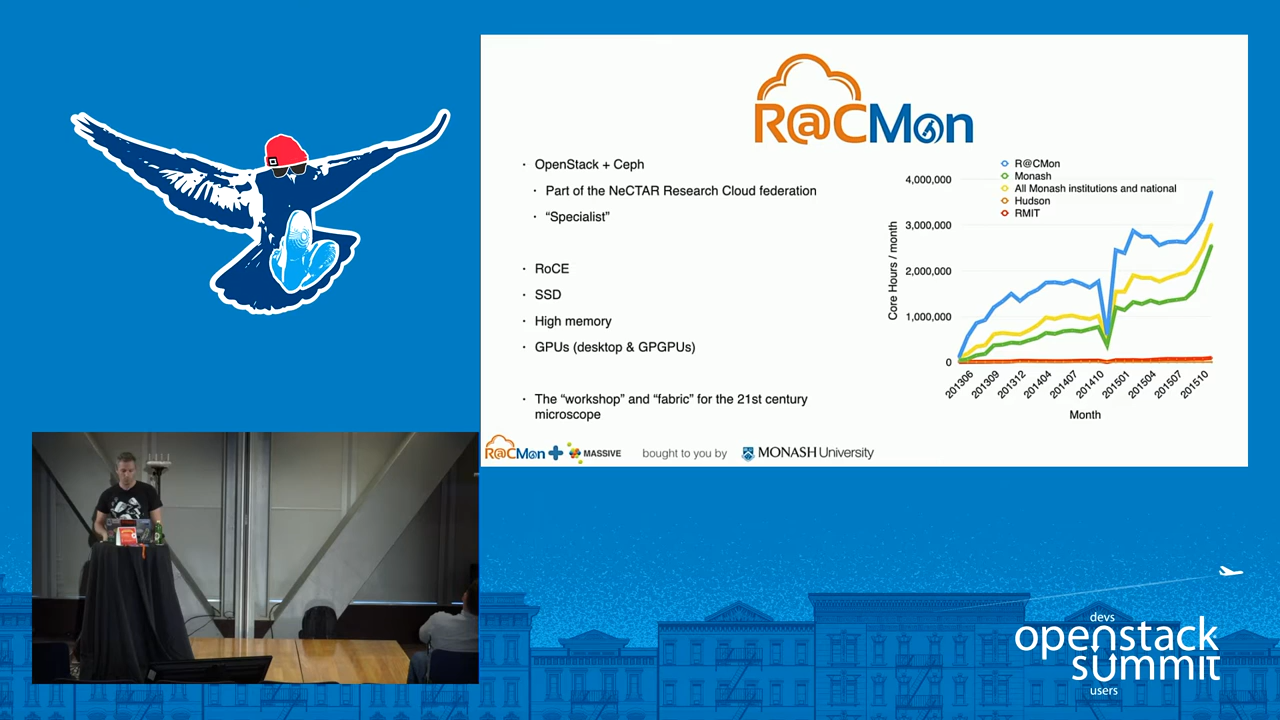 R@CMon
· OpenStack + Ceph
· Part of the NeCTAR Research Cloud federation
· “Specialist”
· RoCE
· SSD
· High memory
· GPUs (desktop & GPGPUs)
· The “workshop” and “fabric” for the 21st century
microscope
R@CMon
Monash
All Monash institutions and national
Hudson
RMIT
4,000,000
3,000,000
2,000,000
1,000,000
0
Core Hours / month
201306
201309
201312
201404
201407
201410
201501
201504
201507
201510
Month
R@CMon + MASSIVE bought to you by MONASH University
devs
openstack
summit
users